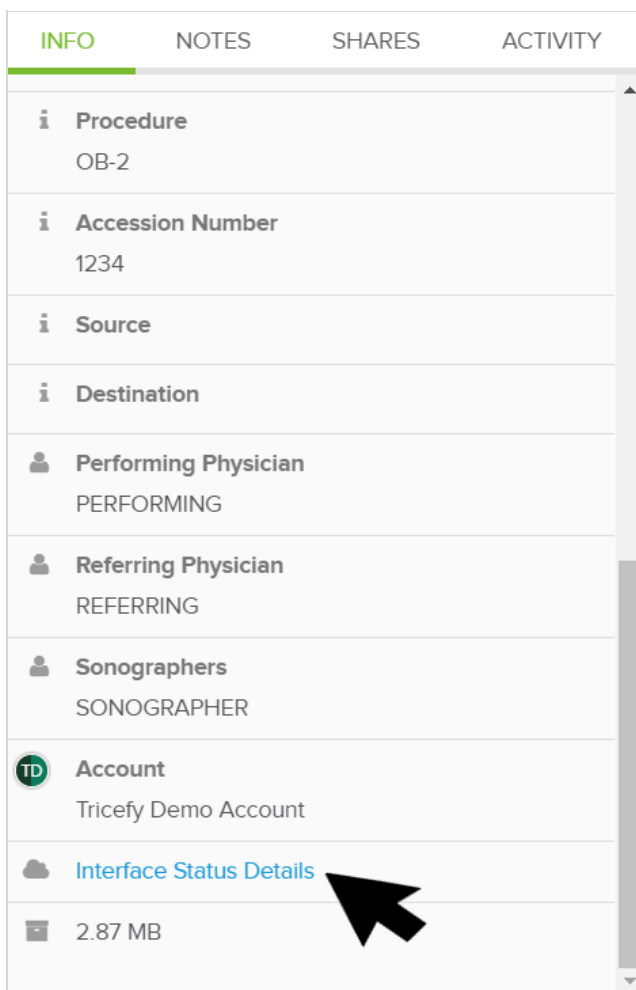 INFO NOTES SHARES ACTIVITY
Procedure
OB-2
Accession Number
1234
Source
Destination
Performing Physician
PERFORMING
Referring Physician
REFERRING
Sonographers
SONOGRAPHER
TD Account
Tricefy Demo Account
Interface Status Details
2.87 MB